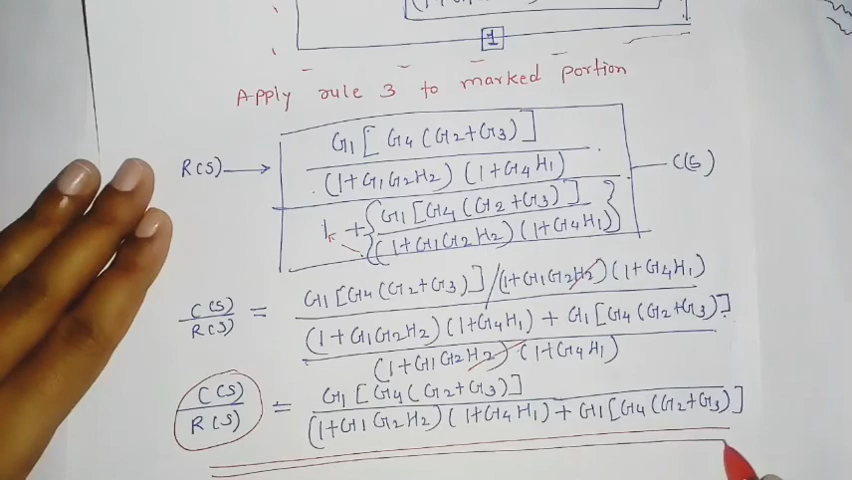 1
Apply rule 3 to marked portion
R(S) → G1[G4(G2+G3)] / (1+G1G2H2)(1+G4H1)
1 + {G1[G4(G2+G3)] / (1+G1G2H2)(1+G4H1)} C(S)
C(S)/R(S) = G1[G4(G2+G3)] / (1+G1G2H2)(1+G4H1)
(1+G1G2H2)(1+G4H1) + G1[G4(G2+G3)]
(1+G1G2H2)(1+G4H1)
C(S)/R(S) = G1[G4(G2+G3)]
(1+G1G2H2)(1+G4H1) + G1[G4(G2+G3)]